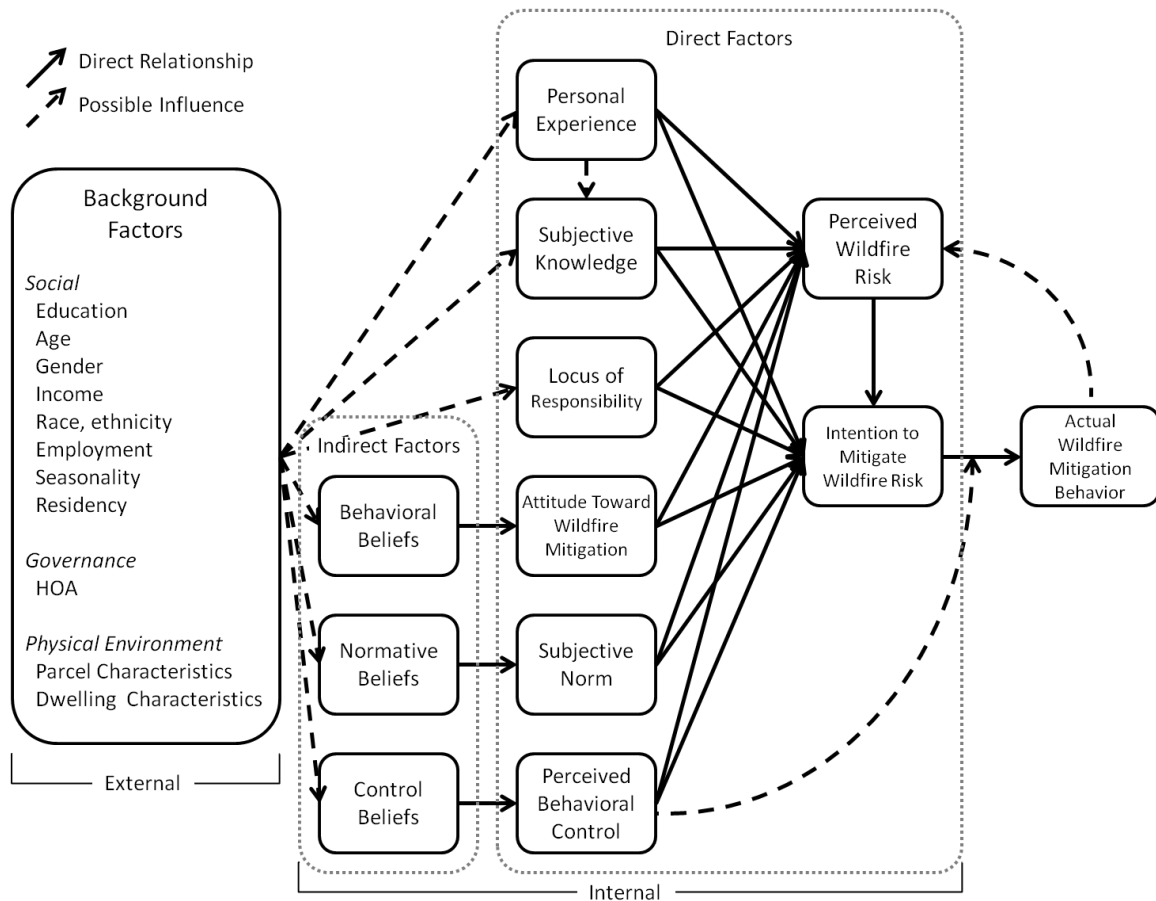 Direct Relationship
Possible Influence
Background
Factors
Social
Education
Age
Gender
Income
Race, ethnicity
Employment
Seasonality
Residency
Governance
HOA
Physical Environment
Parcel Characteristics
Dwelling Characteristics
External
Indirect Factors
Behavioral
Beliefs
Normative
Beliefs
Control
Beliefs
Direct Factors
Personal
Experience
Subjective
Knowledge
Locus of
Responsibility
Attitude Toward
Wildfire
Mitigation
Subjective
Norm
Perceived
Behavioral
Control
Perceived
Wildfire
Risk
Intention to
Mitigate
Wildfire Risk
Actual
Wildfire
Mitigation
Behavior
Internal